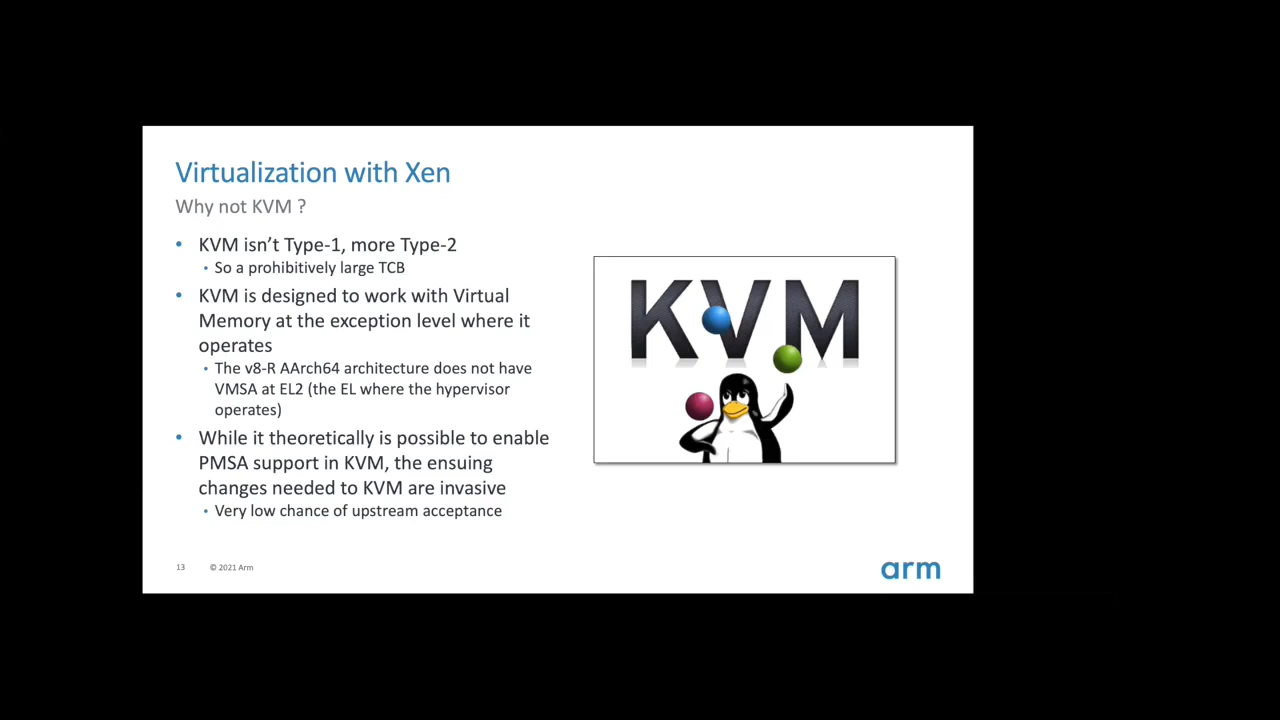 Virtualization with Xen
Why not KVM ?
• KVM isn't Type-1, more Type-2
• So a prohibitively large TCB
• KVM is designed to work with Virtual
Memory at the exception level where it
operates
• The v8-R AArch64 architecture does not have
VMSA at EL2 (the EL where the hypervisor
operates)
• While it theoretically is possible to enable
PMSA support in KVM, the ensuing
changes needed to KVM are invasive
• Very low chance of upstream acceptance
KVM
13 © 2021 Arm
arm